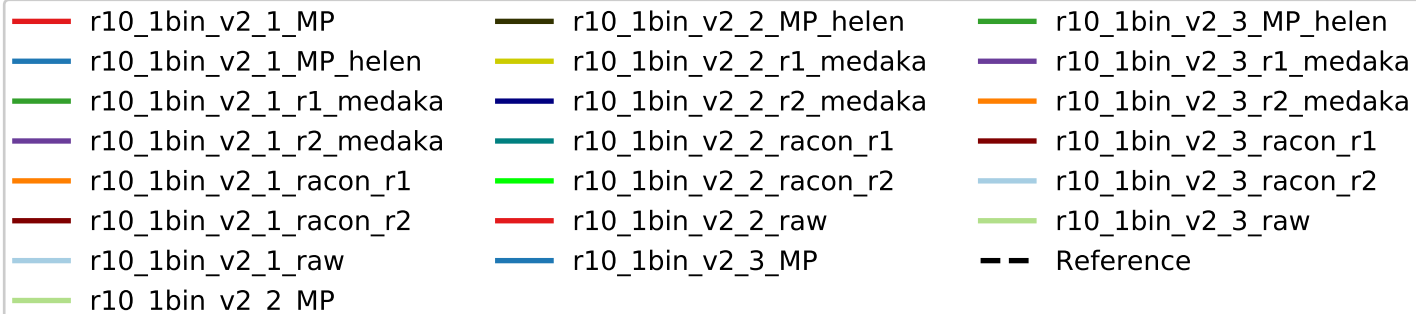 r10_1bin_v2_1_MP
r10_1bin_v2_1_MP_helen
r10_1bin_v2_1_r1_medaka
r10_1bin_v2_1_r2_medaka
r10_1bin_v2_1_racon_r1
r10_1bin_v2_1_racon_r2
r10_1bin_v2_1_raw
r10_1bin_v2_2_MP
r10_1bin_v2_2_MP_helen
r10_1bin_v2_2_r1_medaka
r10_1bin_v2_2_r2_medaka
r10_1bin_v2_2_racon_r1
r10_1bin_v2_2_racon_r2
r10_1bin_v2_2_raw
r10_1bin_v2_3_MP
r10_1bin_v2_3_MP_helen
r10_1bin_v2_3_r1_medaka
r10_1bin_v2_3_r2_medaka
r10_1bin_v2_3_racon_r1
r10_1bin_v2_3_racon_r2
r10_1bin_v2_3_raw
Reference